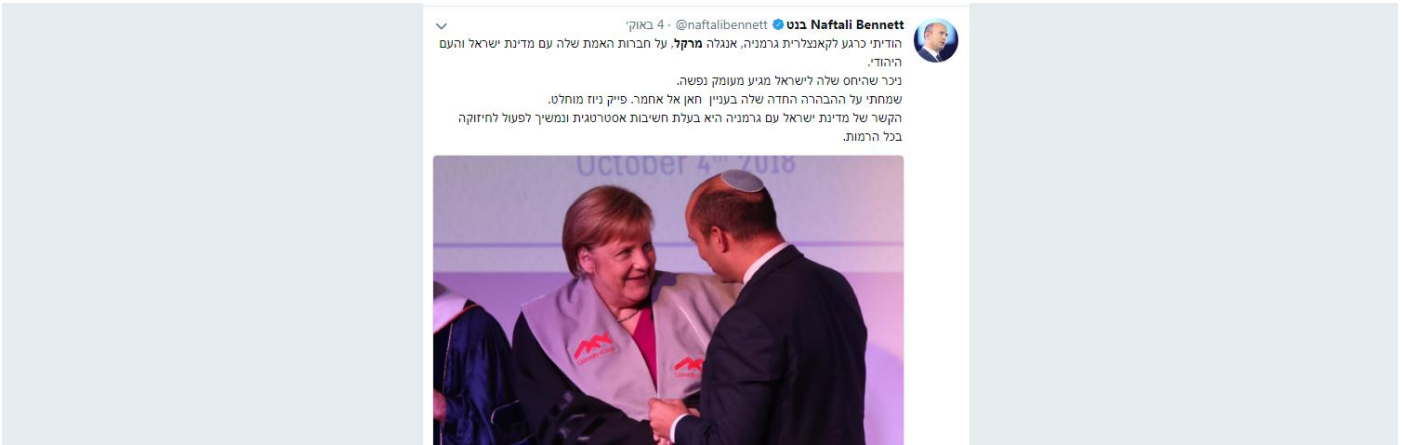 Naftali Bennett בנט @naftalibennett · 4 באוק׳
הודיתי כרגע לקאנצלרית גרמניה, אנגלה מרקל, על חברות האמת שלה עם מדינת ישראל והעם
היהודי.
ניכר שהיחס שלה לישראל מגיע מעומק נפשה.
שמחתי על ההבהרה החדה שלה בעניין חאן אל אחמר. פייק ניוז מוחלט.
הקשר של מדינת ישראל עם גרמניה היא בעלת חשיבות אסטרטגית ונמשיך לפעול לחיזוקה
בכל הרמות.
October 4th 2018